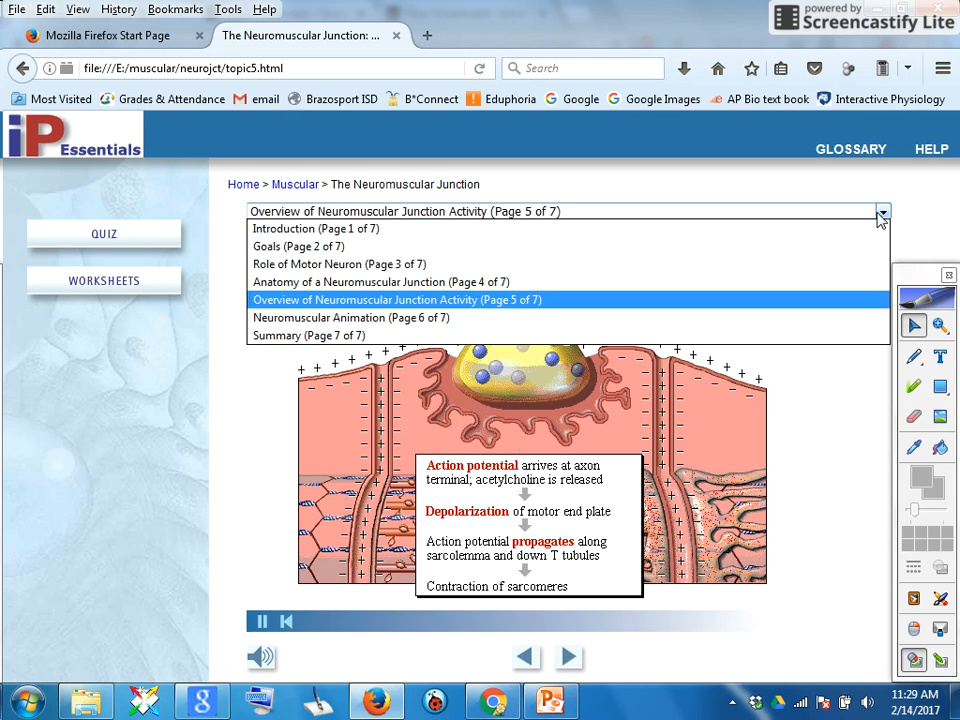 File Edit View History Bookmarks Tools Help
powered by
Screencastify Lite
Mozilla Firefox Start Page
The Neuromuscular Junction: ...
file:///E:/muscular/neurojct/topic5.html
Search
Most Visited Grades & Attendance email Brazosport ISD B*Connect Eduphoria Google Google Images AP Bio text book Interactive Physiology
iP Essentials
GLOSSARY HELP
Home > Muscular > The Neuromuscular Junction
Overview of Neuromuscular Junction Activity (Page 5 of 7)
Introduction (Page 1 of 7)
Goals (Page 2 of 7)
Role of Motor Neuron (Page 3 of 7)
Anatomy of a Neuromuscular Junction (Page 4 of 7)
Overview of Neuromuscular Junction Activity (Page 5 of 7)
Neuromuscular Animation (Page 6 of 7)
Summary (Page 7 of 7)
QUIZ
WORKSHEETS
Action potential arrives at axon
terminal; acetylcholine is released
Depolarization of motor end plate
Action potential propagates along
sarcolemma and down T tubules
Contraction of sarcomeres
11:29 AM
2/14/2017